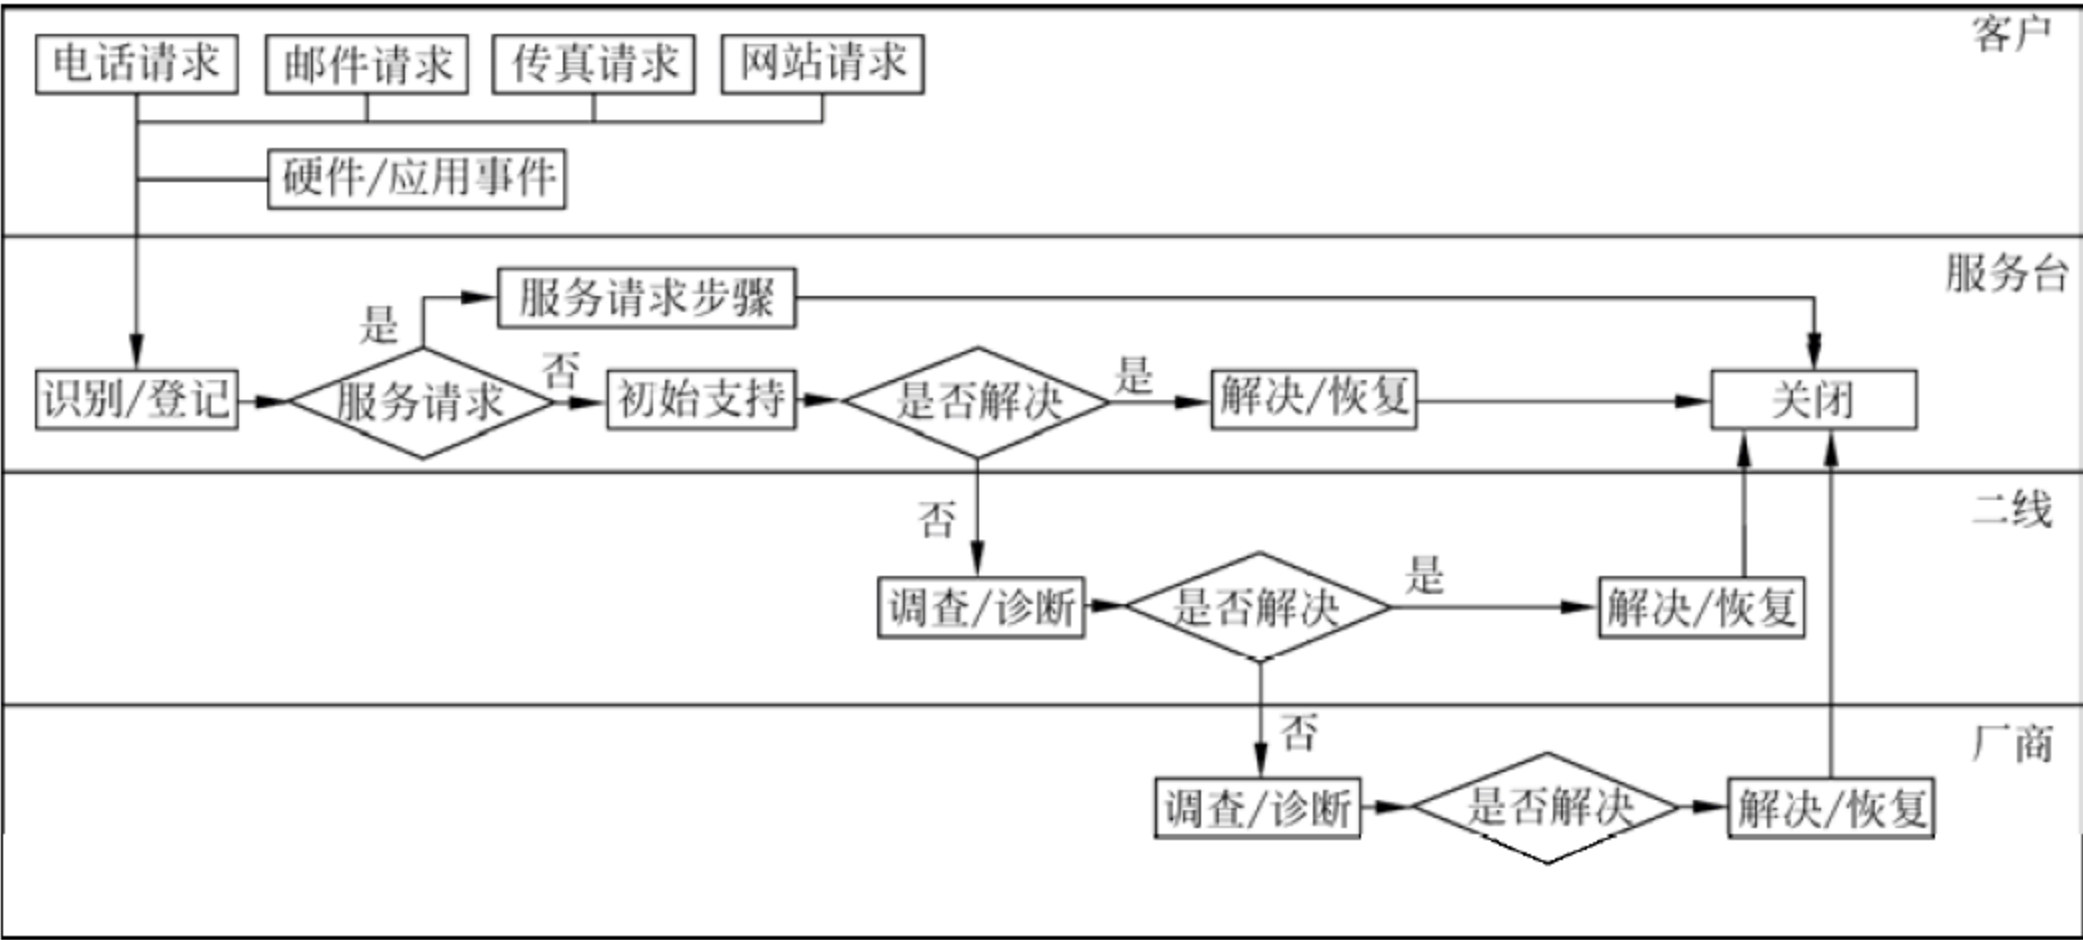 客户
电话请求
邮件请求
传真请求
网站请求
硬件/应用事件
服务台
服务请求步骤
是
否
是
识别/登记
服务请求
初始支持
是否解决
解决/恢复
关闭
二线
否
是
调查/诊断
是否解决
解决/恢复
厂商
否
调查/诊断
是否解决
解决/恢复